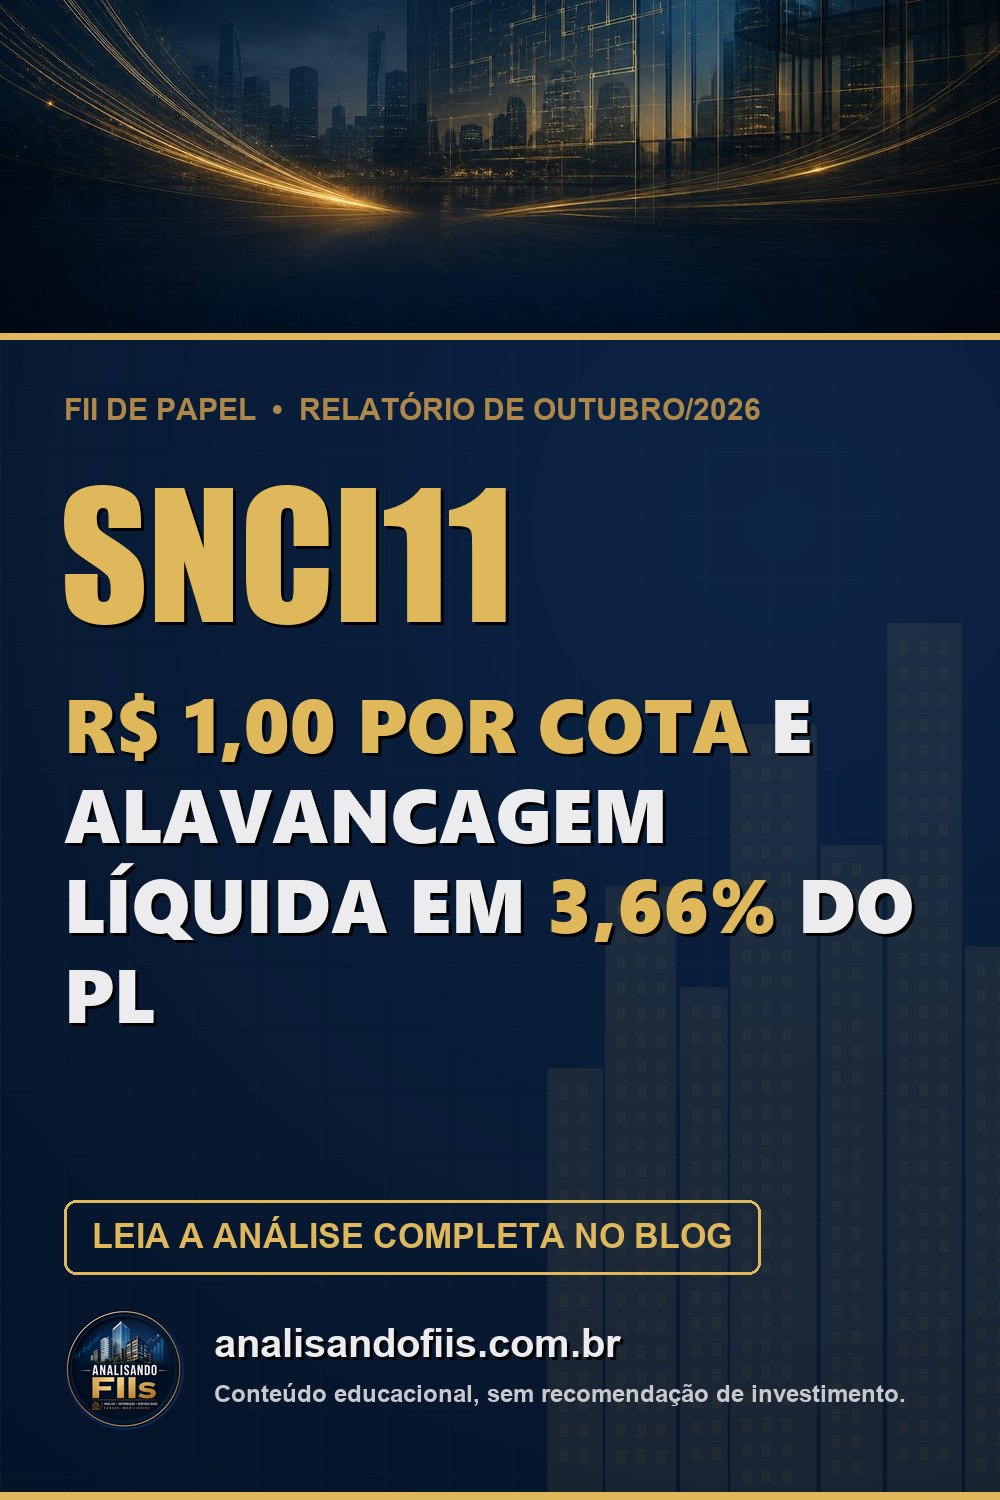 FII DE PAPEL • RELATÓRIO DE OUTUBRO/2026
SNCI11
R$ 1,00 POR COTA E
ALAVANCAGEM
LÍQUIDA EM 3,66% DO
PL
LEIA A ANÁLISE COMPLETA NO BLOG
ANALISANDO
FIIs
analisandofiis.com.br
Conteúdo educacional, sem recomendação de investimento.